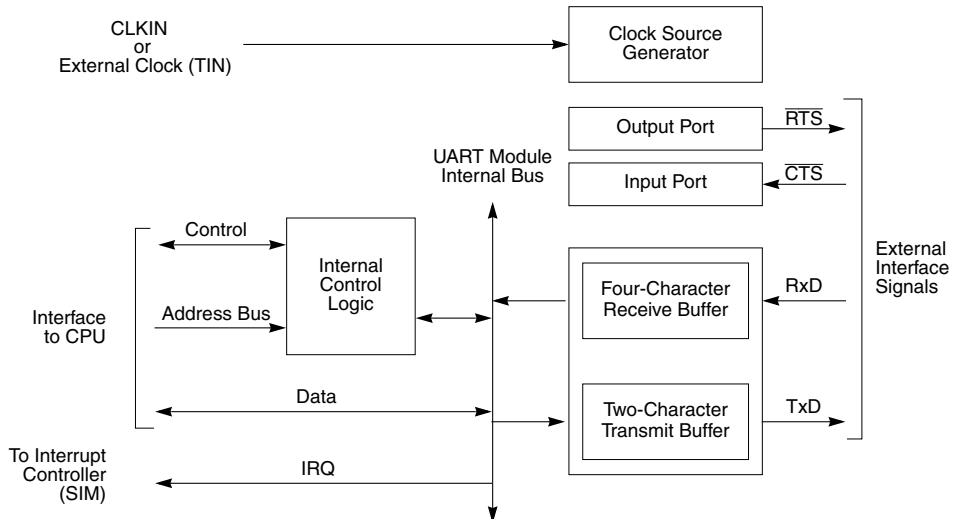 CLKIN
or
External Clock (TIN)
Clock Source
Generator
Output Port
RTS
UART Module
Internal Bus
Input Port
CTS
Control
Internal
Control
Logic
Four-Character
Receive Buffer
RxD
External
Interface
Signals
Interface
to CPU
Address Bus
Data
Two-Character
Transmit Buffer
TxD
To Interrupt
Controller
(SIM)
IRQ